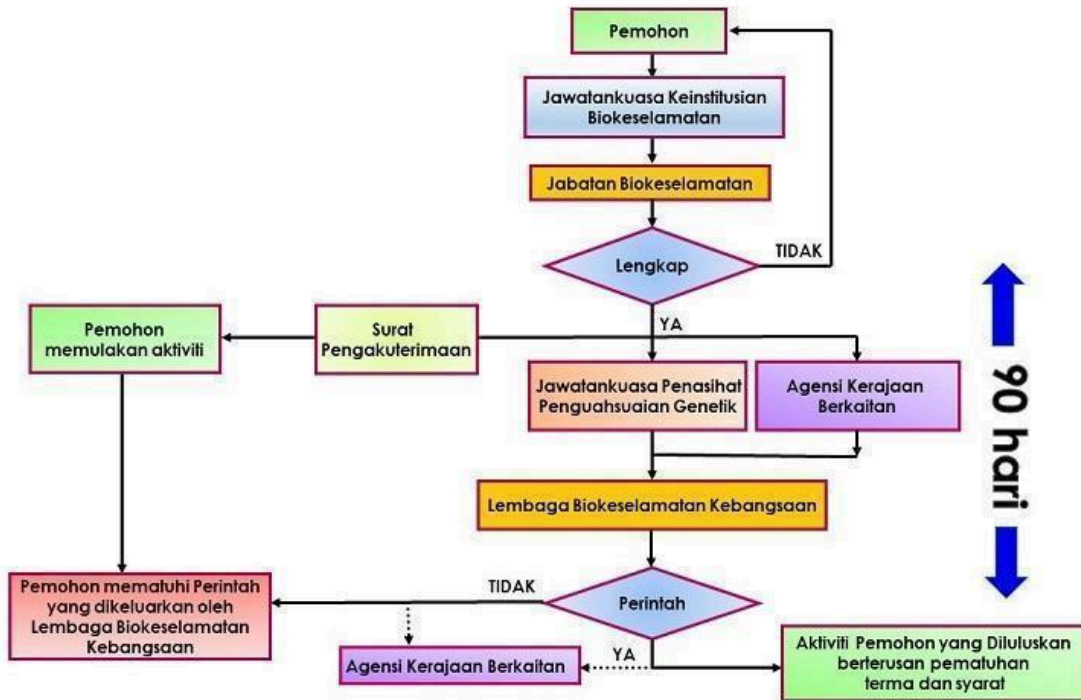 Pemohon
Jawatankuasa Keinstitusian
Biokeselamatan
Jabatan Biokeselamatan
Lengkap
TIDAK
YA
Pemohon
memulakan aktiviti
Surat
Pengakuterimaan
Jawatankuasa Penasihat
Penguahsuaian Genetik
Agensi Kerajaan
Berkaitan
90 hari
Lembaga Biokeselamatan Kebangsaan
Perintah
TIDAK
YA
Pemohon mematuhi Perintah
yang dikeluarkan oleh
Lembaga Biokeselamatan
Kebangsaan
Agensi Kerajaan Berkaitan
Aktiviti Pemohon yang Diluluskan
berterusan pematuhan
terma dan syarat